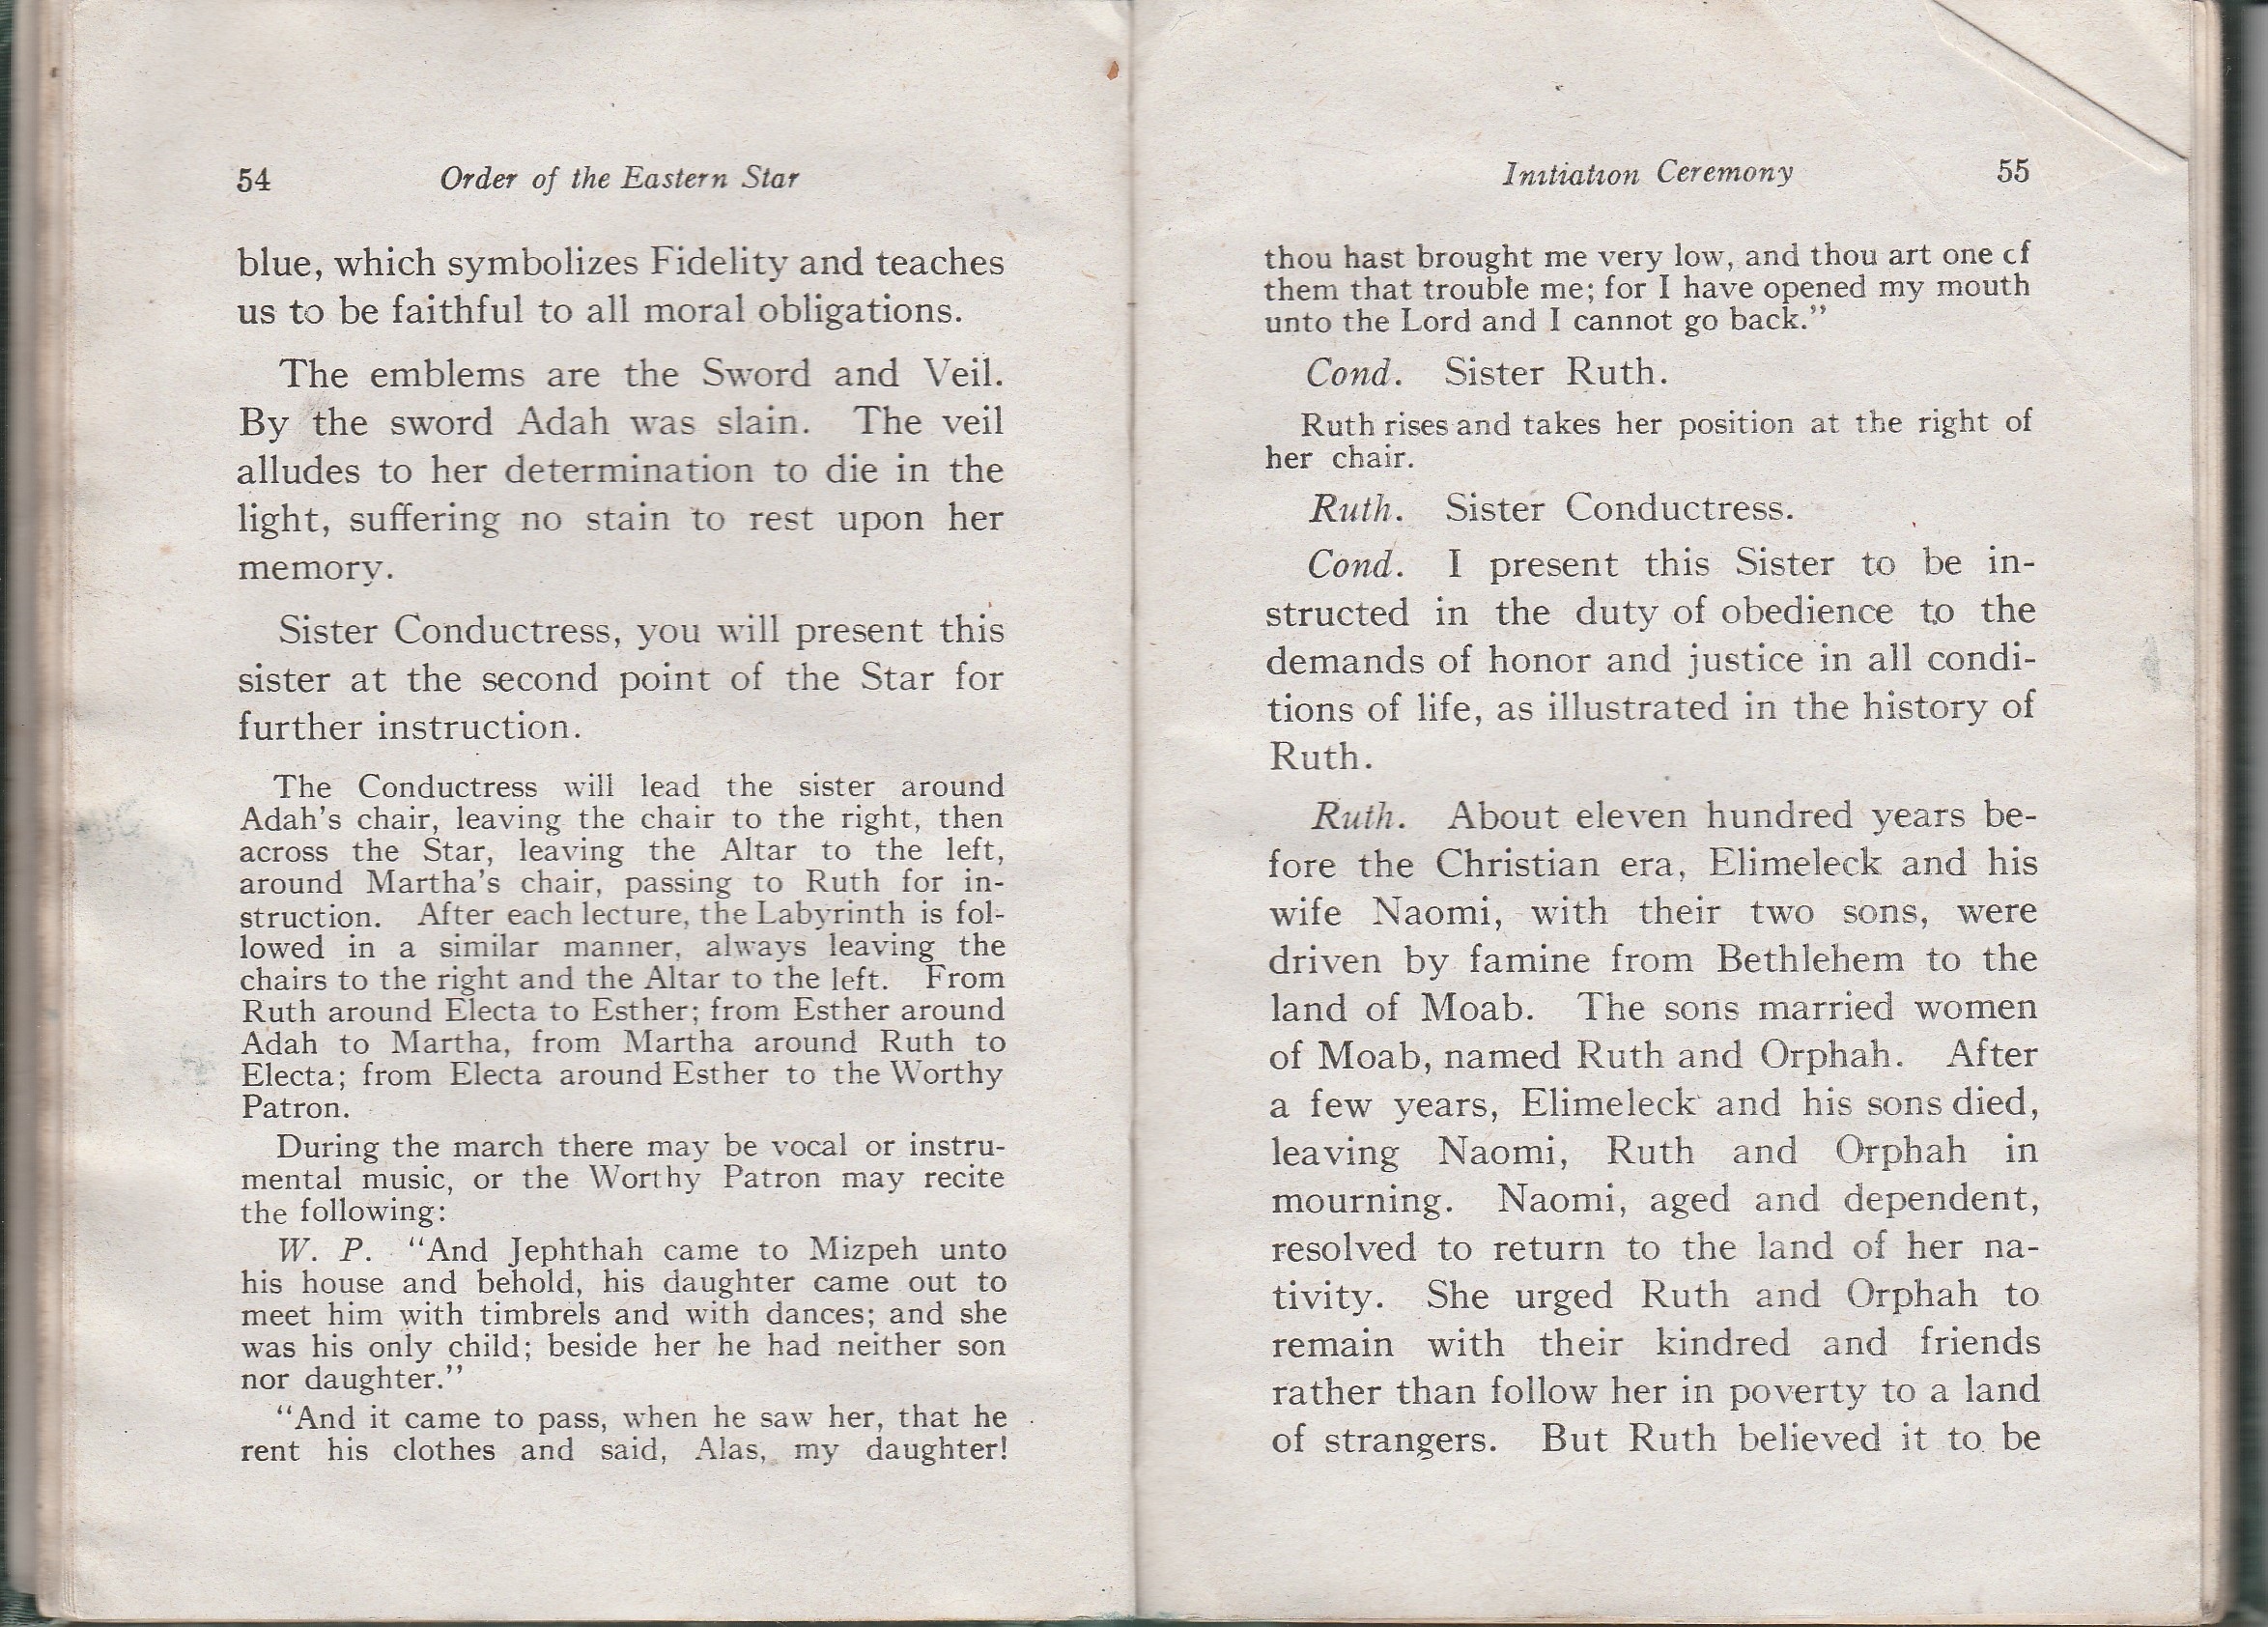 54 Order of the Eastern Star
blue, which symbolizes Fidelity and teaches
us to be faithful to all moral obligations.
The emblems are the Sword and Veil.
By the sword Adah was slain. The veil
alludes to her determination to die in the
light, suffering no stain to rest upon her
memory.
Sister Conductress, you will present this
sister at the second point of the Star for
further instruction.
The Conductress will lead the sister around
Adah's chair, leaving the chair to the right, then
across the Star, leaving the Altar to the left,
around Martha's chair, passing to Ruth for in-
struction. After each lecture, the Labyrinth is fol-
lowed in a similar manner, always leaving the
chairs to the right and the Altar to the left. From
Ruth around Electa to Esther; from Esther around
Adah to Martha, from Martha around Ruth to
Electa; from Electa around Esther to the Worthy
Patron.
During the march there may be vocal or instru-
mental music, or the Worthy Patron may recite
the following:
W. P. "And Jephthah came to Mizpeh unto
his house and behold, his daughter came out to
meet him with timbrels and with dances; and she
was his only child; beside her he had neither son
nor daughter."
"And it came to pass, when he saw her, that he
rent his clothes and said, Alas, my daughter!
Initiation Ceremony 55
thou hast brought me very low, and thou art one of
them that trouble me; for I have opened my mouth
unto the Lord and I cannot go back."
Cond. Sister Ruth.
Ruth rises and takes her position at the right of
her chair.
Ruth. Sister Conductress.
Cond. I present this Sister to be in-
structed in the duty of obedience to the
demands of honor and justice in all condi-
tions of life, as illustrated in the history of
Ruth.
Ruth. About eleven hundred years be-
fore the Christian era, Elimeleck and his
wife Naomi, with their two sons, were
driven by famine from Bethlehem to the
land of Moab. The sons married women
of Moab, named Ruth and Orphah. After
a few years, Elimeleck and his sons died,
leaving Naomi, Ruth and Orphah in
mourning. Naomi, aged and dependent,
resolved to return to the land of her na-
tivity. She urged Ruth and Orphah to
remain with their kindred and friends
rather than follow her in poverty to a land
of strangers. But Ruth believed it to be